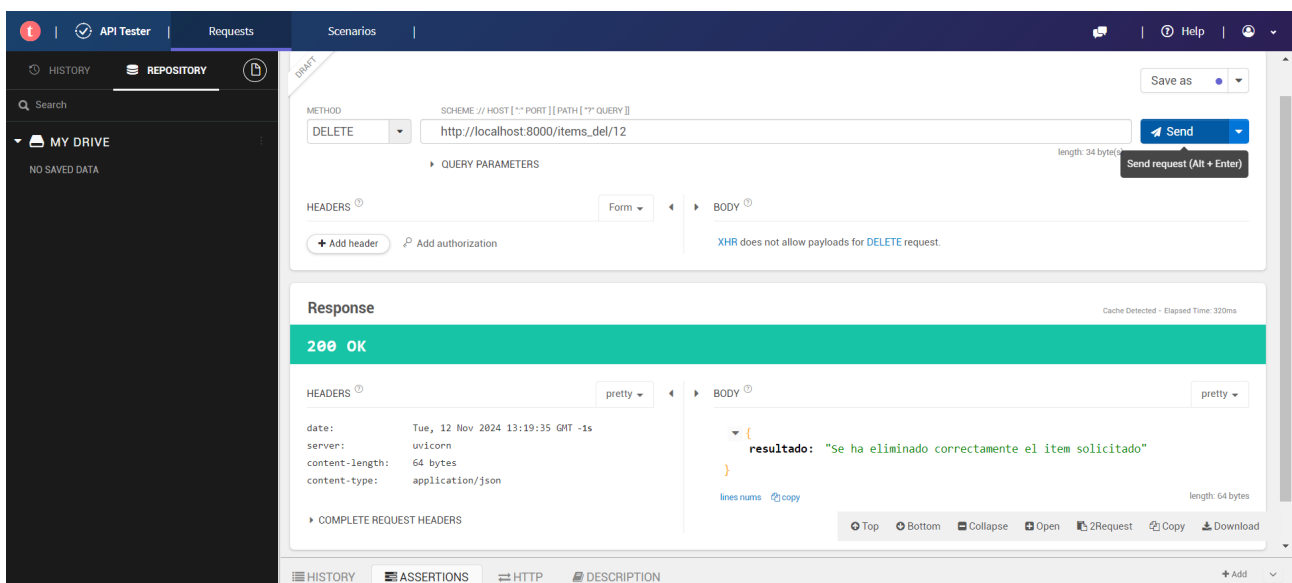 t | API Tester | Requests Scenarios | | Help |
HISTORY REPOSITORY
Search
MY DRIVE
NO SAVED DATA
DRAFT
Save as
METHOD SCHEME :// HOST [ ":" PORT ] [ PATH [ "?" QUERY ]]
DELETE http://localhost:8000/items_del/12 Send
length: 34 byte(s)
Send request (Alt + Enter)
QUERY PARAMETERS
HEADERS ? Form BODY ?
+ Add header Add authorization XHR does not allow payloads for DELETE request.
Response Cache Detected - Elapsed Time: 320ms
200 OK
HEADERS ? pretty BODY ? pretty
date: Tue, 12 Nov 2024 13:19:35 GMT -1s
server: uvicorn
content-length: 64 bytes
content-type: application/json
{
resultado: "Se ha eliminado correctamente el item solicitado"
}
lines nums copy length: 64 bytes
COMPLETE REQUEST HEADERS
Top Bottom Collapse Open 2Request Copy Download
HISTORY ASSERTIONS HTTP DESCRIPTION + Add